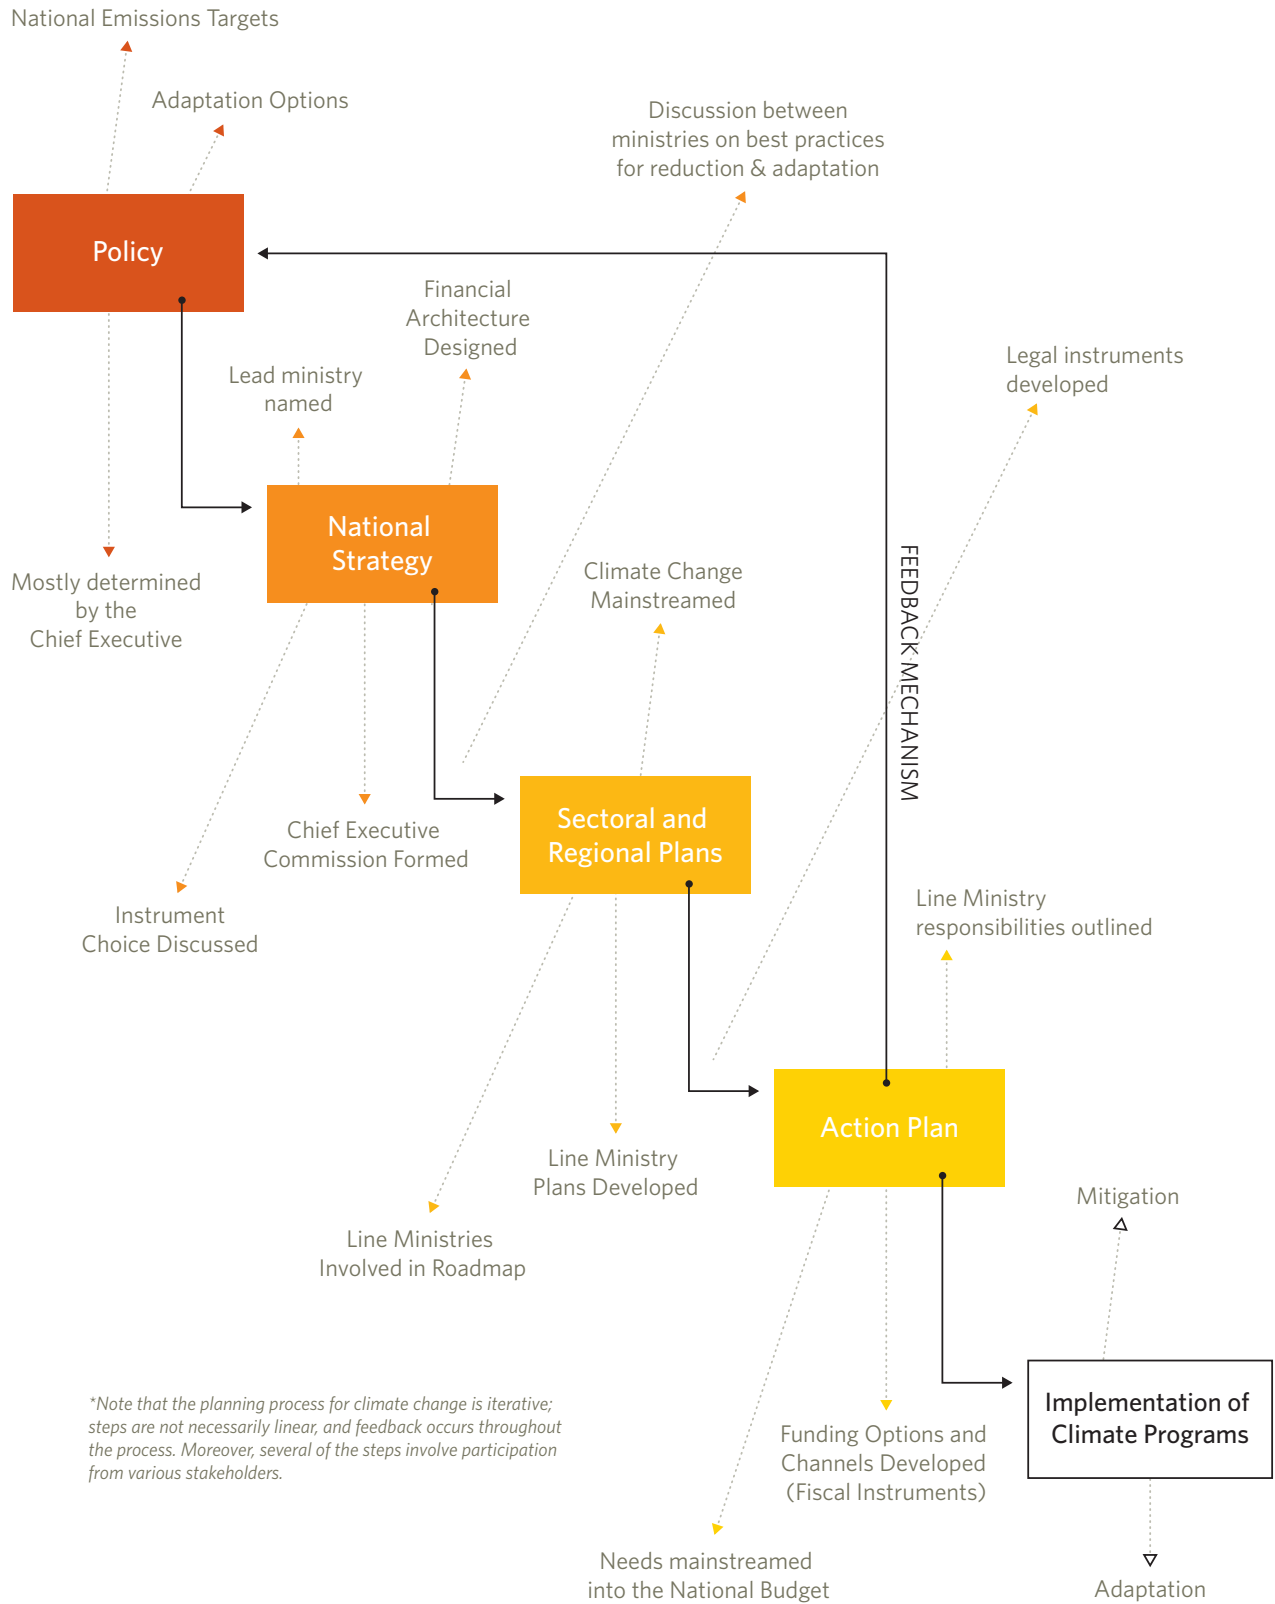 National Emissions Targets
Adaptation Options
Discussion between
ministries on best practices
for reduction & adaptation
Policy
Financial
Architecture
Designed
Lead ministry
named
Legal instruments
developed
National
Strategy
Mostly determined
by the
Chief Executive
Climate Change
Mainstreamed
FEEDBACK MECHANISM
Chief Executive
Commission Formed
Sectoral and
Regional Plans
Instrument
Choice Discussed
Line Ministry
responsibilities outlined
Action Plan
Line Ministry
Plans Developed
Mitigation
Line Ministries
Involved in Roadmap
*Note that the planning process for climate change is iterative;
steps are not necessarily linear, and feedback occurs throughout
the process. Moreover, several of the steps involve participation
from various stakeholders.
Implementation of
Climate Programs
Funding Options and
Channels Developed
(Fiscal Instruments)
Needs mainstreamed
into the National Budget
Adaptation